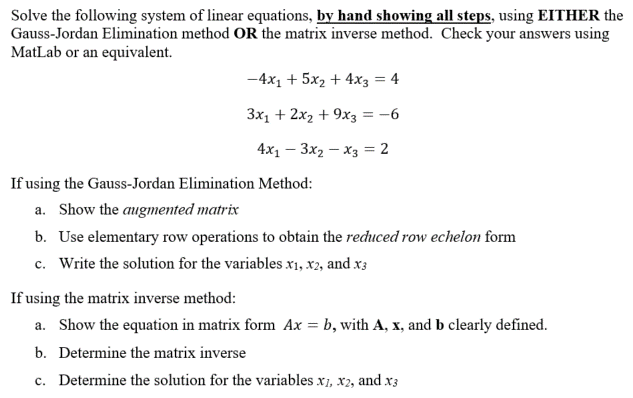 Solve the following system of linear equations, by hand showing all steps, using EITHER the
Gauss-Jordan Elimination method OR the matrix inverse method. Check your answers using
MatLab or an equivalent.
−4x₁ + 5x₂ + 4x₃ = 4
3x₁ + 2x₂ + 9x₃ = −6
4x₁ − 3x₂ − x₃ = 2
If using the Gauss-Jordan Elimination Method:
a. Show the augmented matrix
b. Use elementary row operations to obtain the reduced row echelon form
c. Write the solution for the variables x₁, x₂, and x₃
If using the matrix inverse method:
a. Show the equation in matrix form Ax = b, with A, x, and b clearly defined.
b. Determine the matrix inverse
c. Determine the solution for the variables x₁, x₂, and x₃